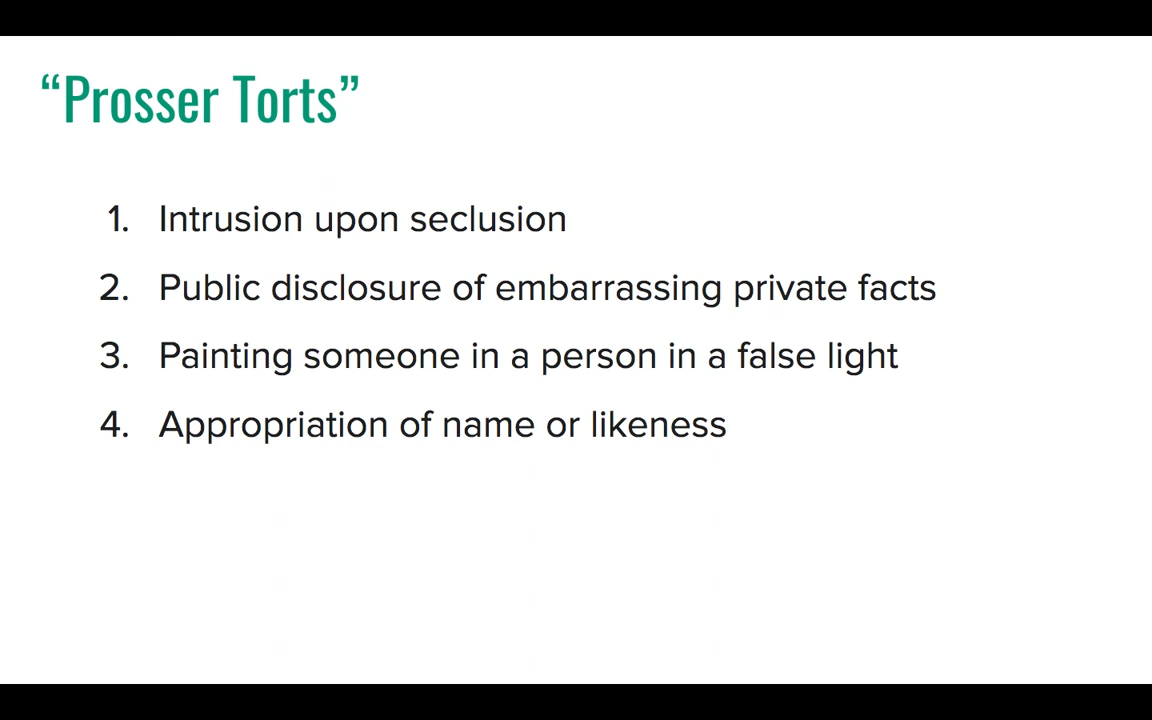 “Prosser Torts”
1. Intrusion upon seclusion
2. Public disclosure of embarrassing private facts
3. Painting someone in a person in a false light
4. Appropriation of name or likeness